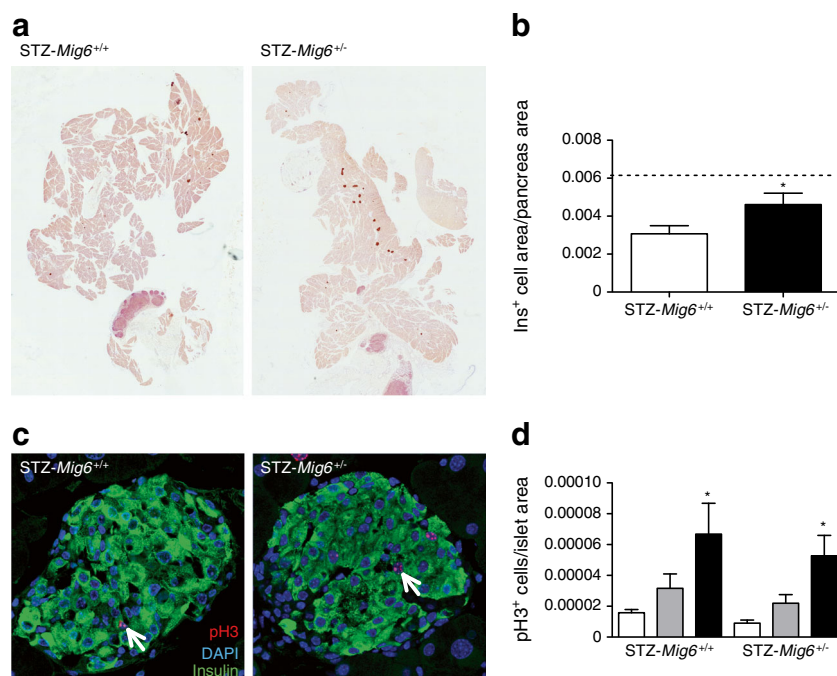 a
STZ-Mig6+/+
STZ-Mig6+/-
b
Ins+ cell area/pancreas area
0.008
0.006
0.004
0.002
0
*
STZ-Mig6+/+
STZ-Mig6+/-
c
STZ-Mig6+/+
STZ-Mig6+/-
pH3
DAPI
Insulin
d
pH3+ cells/islet area
0.00010
0.00008
0.00006
0.00004
0.00002
0
*
*
STZ-Mig6+/+
STZ-Mig6+/-